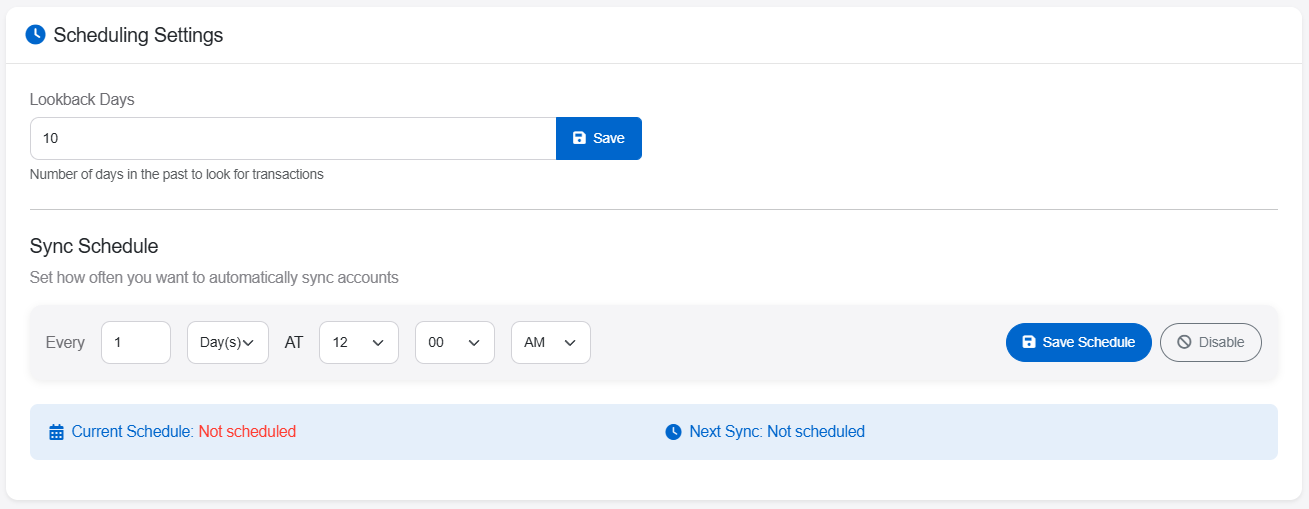 Scheduling Settings
Lookback Days
10 Save
Number of days in the past to look for transactions
Sync Schedule
Set how often you want to automatically sync accounts
Every 1 Day(s) AT 12 00 AM Save Schedule Disable
Current Schedule: Not scheduled Next Sync: Not scheduled